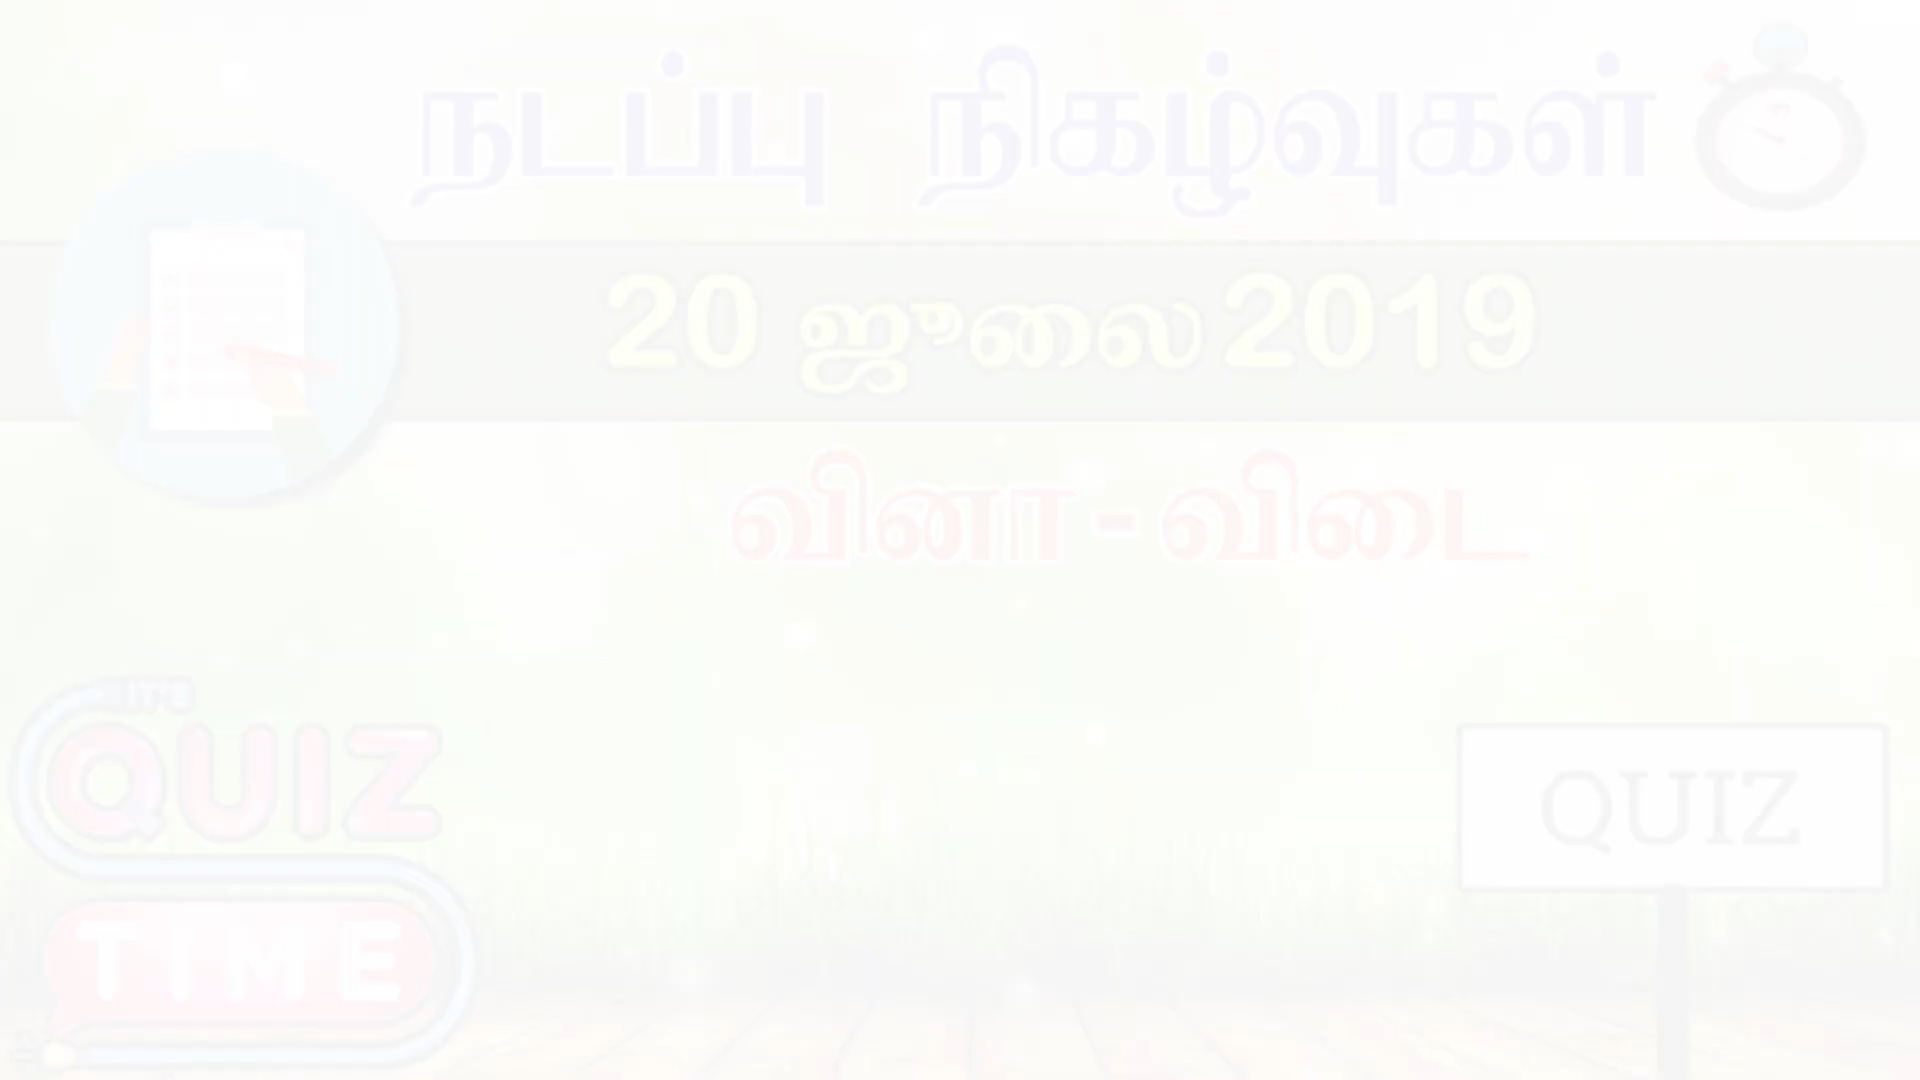 நடப்பு நிகழ்வுகள்
20 ஜூலை 2019
வினா - விடை
IT'S
QUIZ
TIME
QUIZ